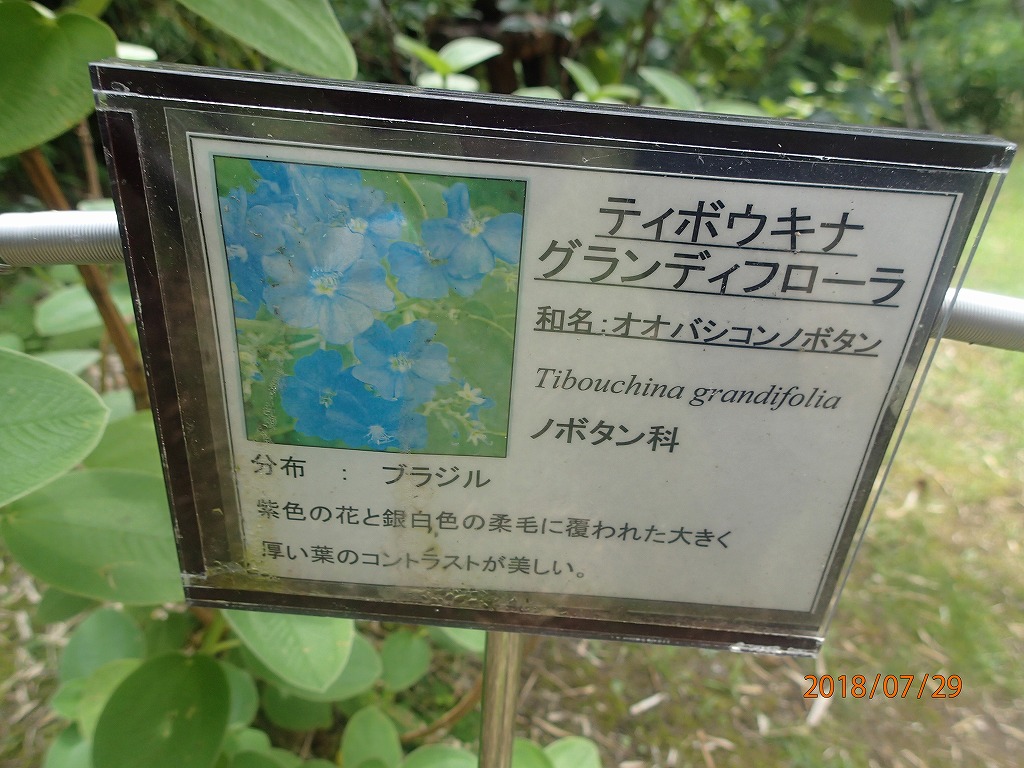 ティボウキナ
グランディフローラ
和名:オオバシコンノボタン
Tibouchina grandifolia
ノボタン科
分布 : ブラジル
紫色の花と銀白色の柔毛に覆われた大きく
厚い葉のコントラストが美しい。
2018/07/29